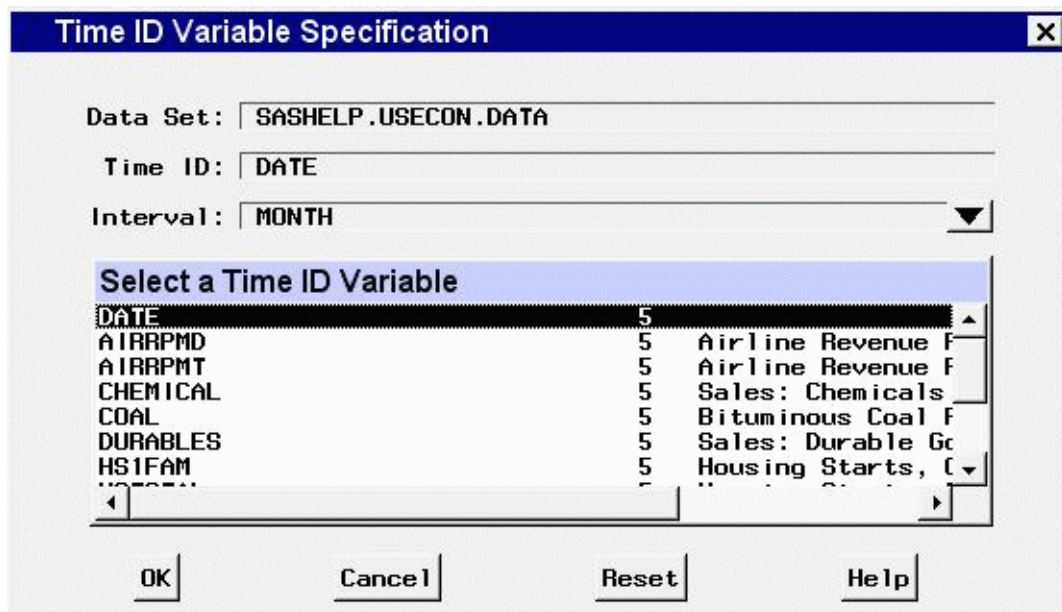 Time ID Variable Specification
Data Set: SASHELP.USECON.DATA
Time ID: DATE
Interval: MONTH
Select a Time ID Variable
DATE 5
AIRRPMD 5 Airline Revenue
AIRRPMT 5 Airline Revenue
CHEMICAL 5 Sales: Chemicals
COAL 5 Bituminous Coal
DURABLES 5 Sales: Durable
HS1FAM 5 Housing Starts,
OK Cancel Reset Help